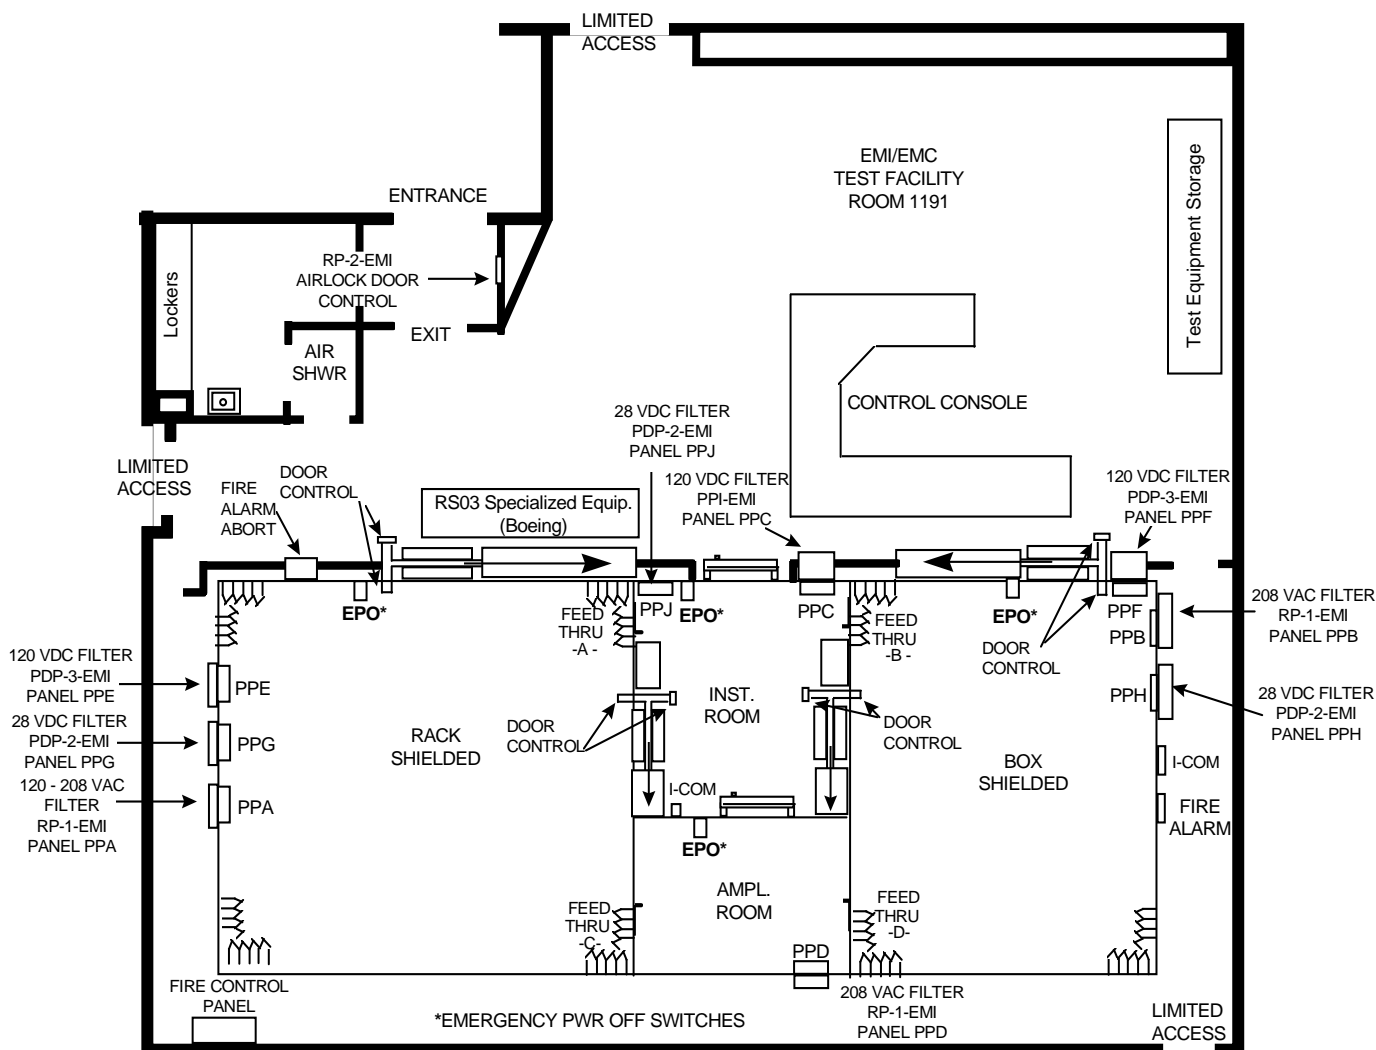 LIMITED
ACCESS
EMI/EMC
TEST FACILITY
ROOM 1191
Test Equipment Storage
ENTRANCE
Lockers
RP-2-EMI
AIRLOCK DOOR
CONTROL
EXIT
AIR
SHWR
CONTROL CONSOLE
28 VDC FILTER
PDP-2-EMI
PANEL PPJ
LIMITED
ACCESS
DOOR
CONTROL
FIRE
ALARM
ABORT
RS03 Specialized Equip.
(Boeing)
120 VDC FILTER
PPI-EMI
PANEL PPC
120 VDC FILTER
PDP-3-EMI
PANEL PPF
EPO*
FEED
THRU
-A -
PPJ
EPO*
PPC
FEED
THRU
-B -
EPO*
DOOR
CONTROL
PPF
PPB
208 VAC FILTER
RP-1-EMI
PANEL PPB
120 VDC FILTER
PDP-3-EMI
PANEL PPE
PPE
28 VDC FILTER
PDP-2-EMI
PANEL PPG
PPG
120 - 208 VAC
FILTER
RP-1-EMI
PANEL PPA
PPA
RACK
SHIELDED
DOOR
CONTROL
INST.
ROOM
DOOR
CONTROL
BOX
SHIELDED
PPH
28 VDC FILTER
PDP-2-EMI
PANEL PPH
I-COM
I-COM
FIRE
ALARM
EPO*
AMPL.
ROOM
FEED
THRU
-C-
FEED
THRU
-D-
PPD
FIRE CONTROL
PANEL
*EMERGENCY PWR OFF SWITCHES
208 VAC FILTER
RP-1-EMI
PANEL PPD
LIMITED
ACCESS